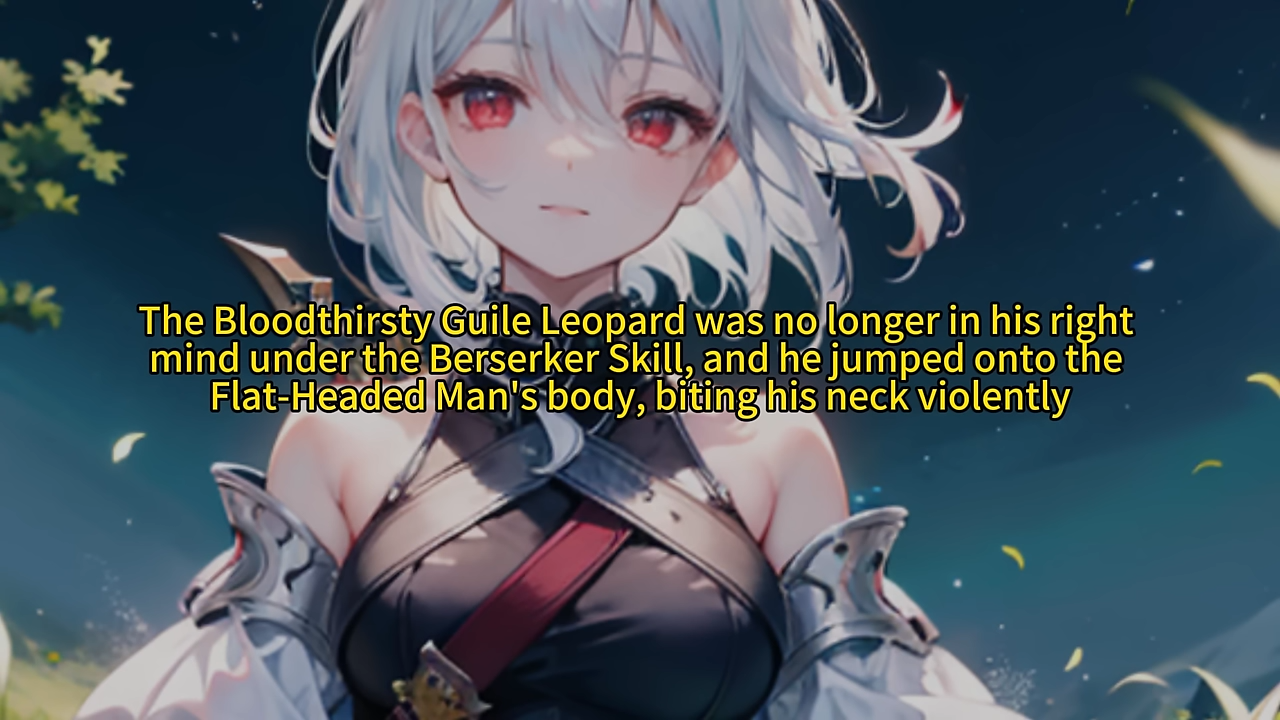 The Bloodthirsty Guile Leopard was no longer in his right
mind under the Berserker Skill, and he jumped onto the
Flat-Headed Man's body, biting his neck violently